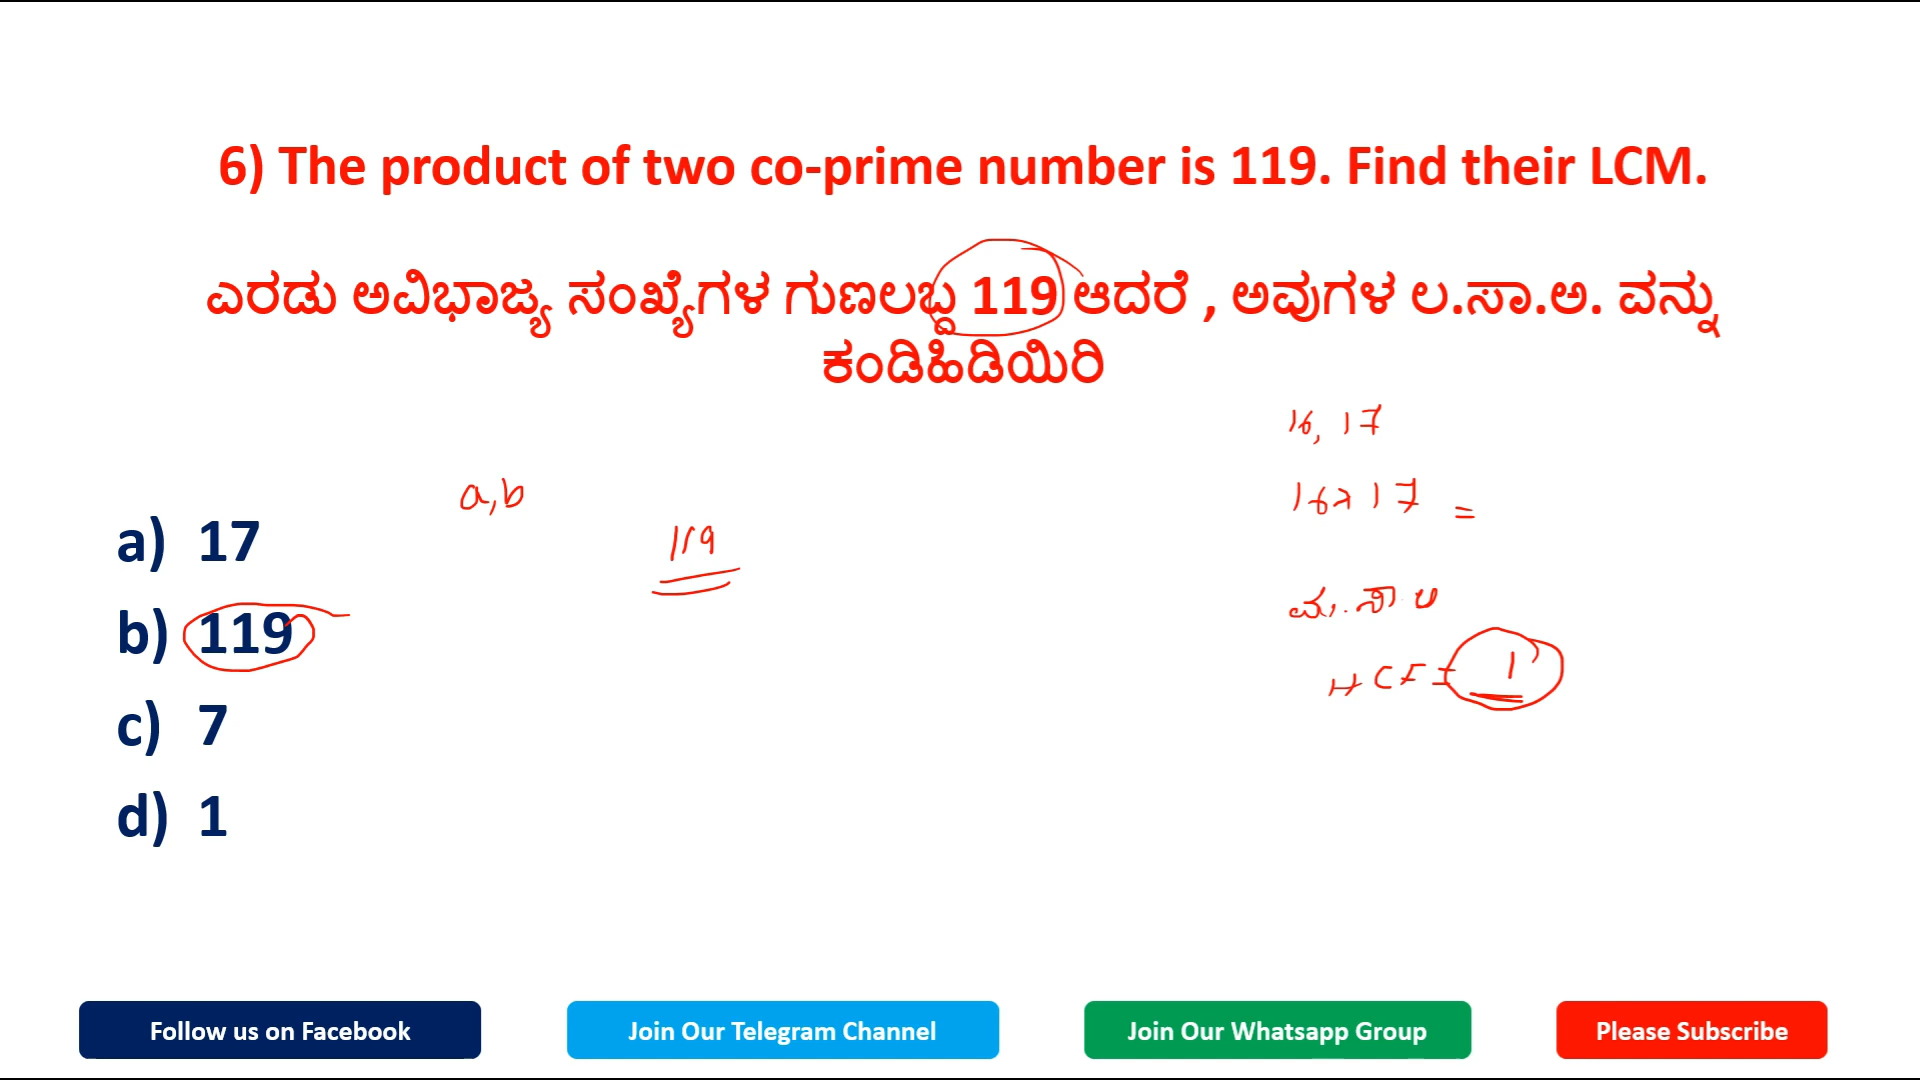 6) The product of two co-prime number is 119. Find their LCM.
ಎರಡು ಅವಿಭಾಜ್ಯ ಸಂಖ್ಯೆಗಳ ಗುಣಲಬ್ದ 119 ಆದರೆ , ಅವುಗಳ ಲ.ಸಾ.ಅ. ವನ್ನು
ಕಂಡಿಹಿಡಿಯಿರಿ
16, 17
a,b
16x17 =
a) 17
119
b) 119
ಮ.ಸಾ
HCF = 1
c) 7
d) 1
Follow us on Facebook
Join Our Telegram Channel
Join Our Whatsapp Group
Please Subscribe